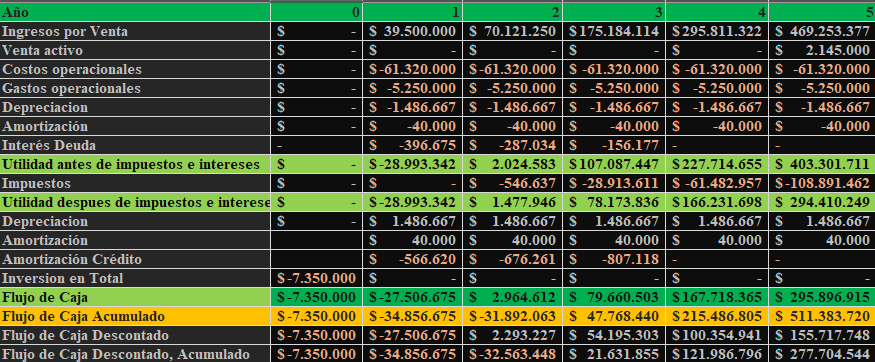 Año 0 1 2 3 4 5
Ingresos por Venta $ - $ 39.500.000 $ 70.121.250 $175.184.114 $295.811.322 $ 469.253.377
Venta activo $ - $ - $ - $ - $ - $ 2.145.000
Costos operacionales $ - $-61.320.000 $-61.320.000 $ -61.320.000 $ -61.320.000 $ -61.320.000
Gastos operacionales $ - $ -5.250.000 $ -5.250.000 $ -5.250.000 $ -5.250.000 $ -5.250.000
Depreciacion $ - $ -1.486.667 $ -1.486.667 $ -1.486.667 $ -1.486.667 $ -1.486.667
Amortización $ - $ -40.000 $ -40.000 $ -40.000 $ -40.000 $ -40.000
Interés Deuda - $ -396.675 $ -287.034 $ -156.177 - -
Utilidad antes de impuestos e intereses $ - $-28.993.342 $ 2.024.583 $107.087.447 $227.714.655 $ 403.301.711
Impuestos $ - $ - $ -546.637 $ -28.913.611 $ -61.482.957 $-108.891.462
Utilidad despues de impuestos e interese $ - $-28.993.342 $ 1.477.946 $ 78.173.836 $166.231.698 $ 294.410.249
Depreciacion $ - $ 1.486.667 $ 1.486.667 $ 1.486.667 $ 1.486.667 $ 1.486.667
Amortización $ 40.000 $ 40.000 $ 40.000 $ 40.000 $ 40.000
Amortización Crédito $ -566.620 $ -676.261 $ -807.118 - -
Inversion en Total $-7.350.000 $ - $ - $ - $ - $ -
Flujo de Caja $-7.350.000 $-27.506.675 $ 2.964.612 $ 79.660.503 $167.718.365 $ 295.896.915
Flujo de Caja Acumulado $-7.350.000 $-34.856.675 $-31.892.063 $ 47.768.440 $215.486.805 $ 511.383.720
Flujo de Caja Descontado $-7.350.000 $-27.506.675 $ 2.293.227 $ 54.195.303 $100.354.941 $ 155.717.748
Flujo de Caja Descontado, Acumulado $-7.350.000 $-34.856.675 $-32.563.448 $ 21.631.855 $121.986.796 $ 277.704.544